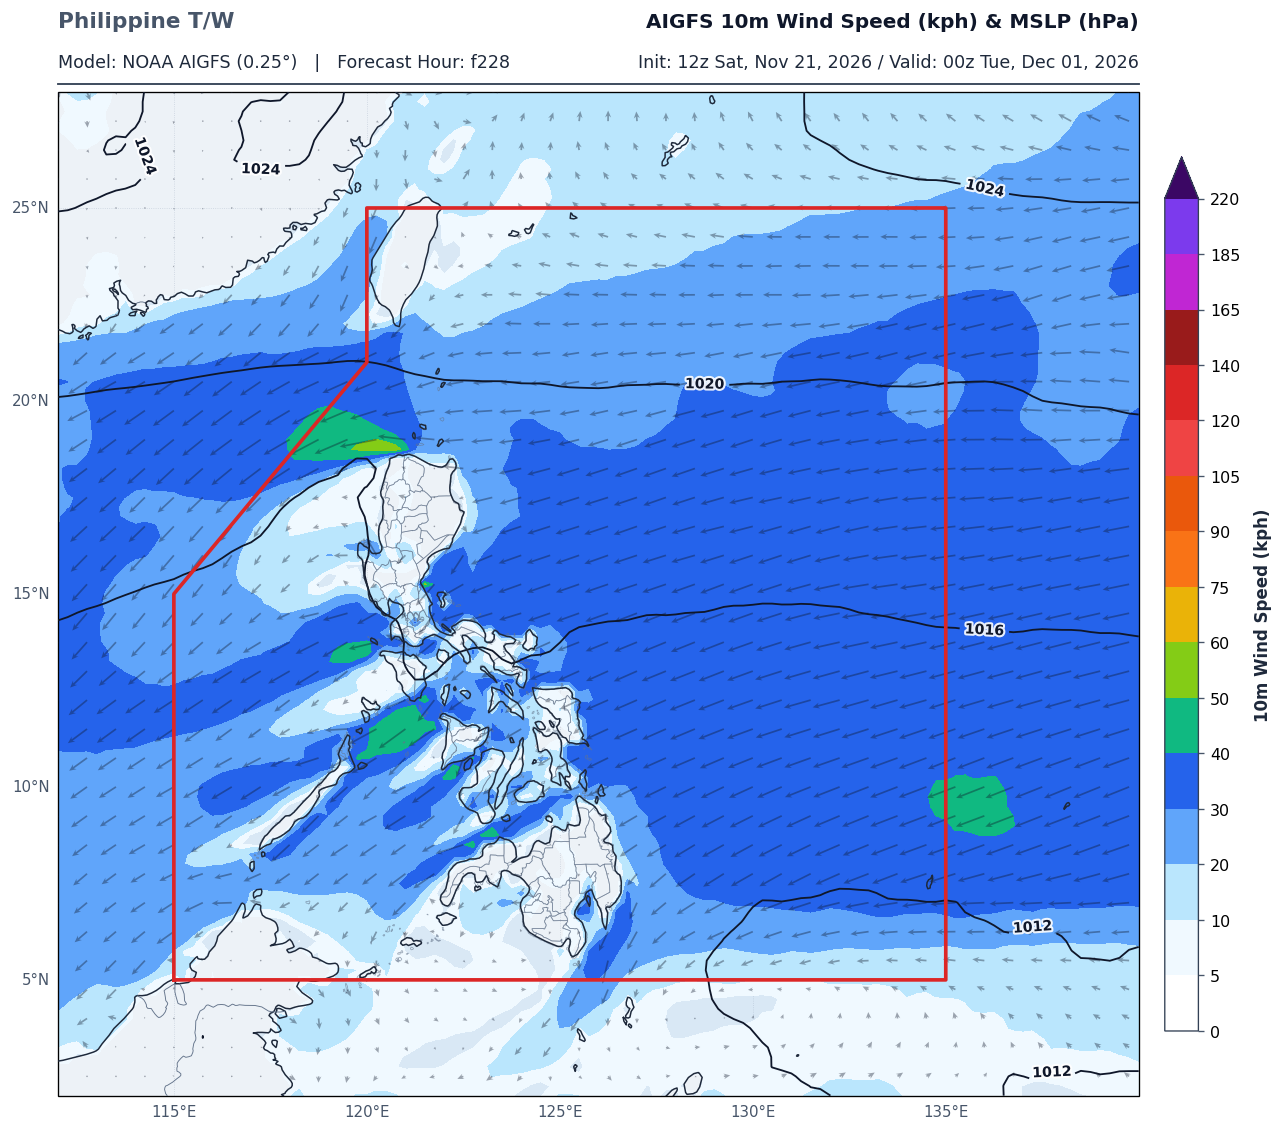 Philippine T/W
AIGFS 10m Wind Speed (kph) & MSLP (hPa)
Model: NOAA AIGFS (0.25°) | Forecast Hour: f228
Init: 12z Sat, Nov 21, 2026 / Valid: 00z Tue, Dec 01, 2026
1024
1024
1024
1020
1016
1012
1012
25°N
20°N
15°N
10°N
5°N
115°E
120°E
125°E
130°E
135°E
220
185
165
140
120
105
90
75
60
50
40
30
20
10
5
0
10m Wind Speed (kph)